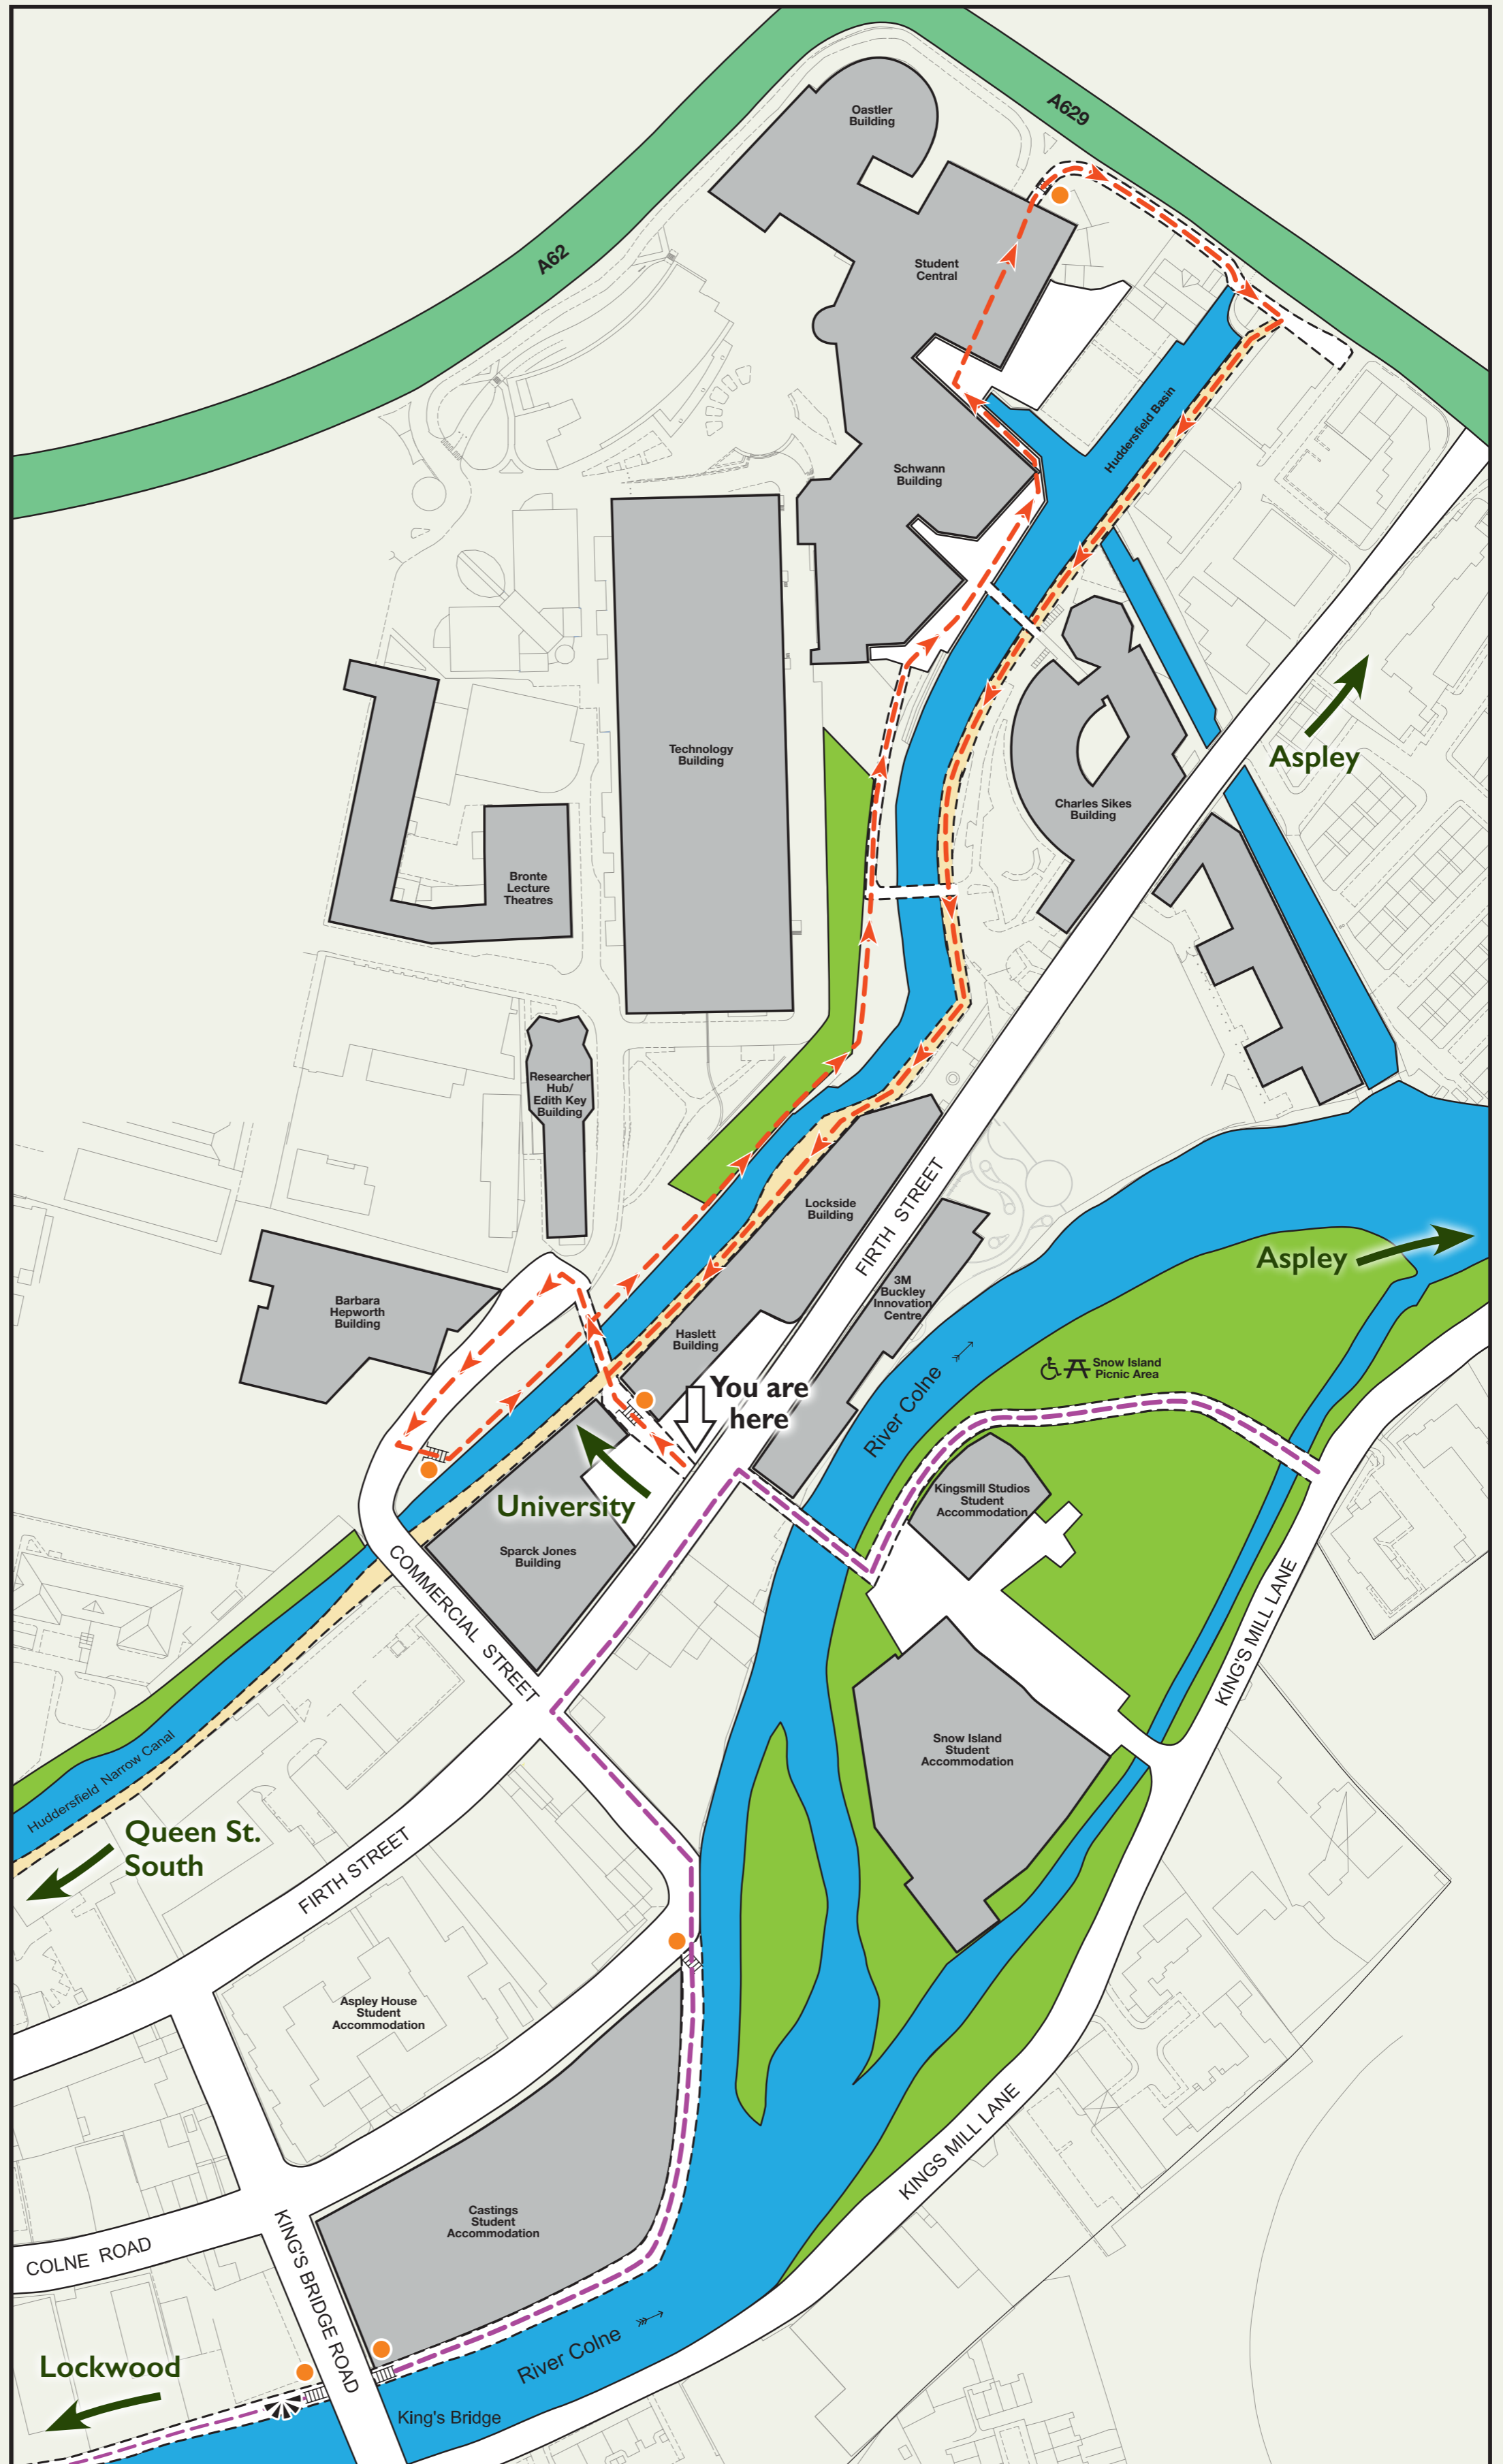 A629
Oastler
Building
A62
Student
Central
Huddersfield Basin
Schwann
Building
Technology
Building
Aspley
Charles Sikes
Building
Bronte
Lecture
Theatres
Researcher
Hub/
Edith Key
Building
Lockside
Building
FIRTH STREET
Aspley
3M
Buckley
Innovation
Centre
Barbara
Hepworth
Building
Haslett
Building
Snow Island
Picnic Area
You are
here
River Colne
Kingsmill Studios
Student
Accommodation
University
Sparck Jones
Building
COMMERCIAL STREET
KING'S MILL LANE
Snow Island
Student
Accommodation
Huddersfield Narrow Canal
Queen St.
South
FIRTH STREET
Aspley House
Student
Accommodation
KINGS MILL LANE
Castings
Student
Accommodation
COLNE ROAD
KING'S BRIDGE ROAD
River Colne
Lockwood
King's Bridge